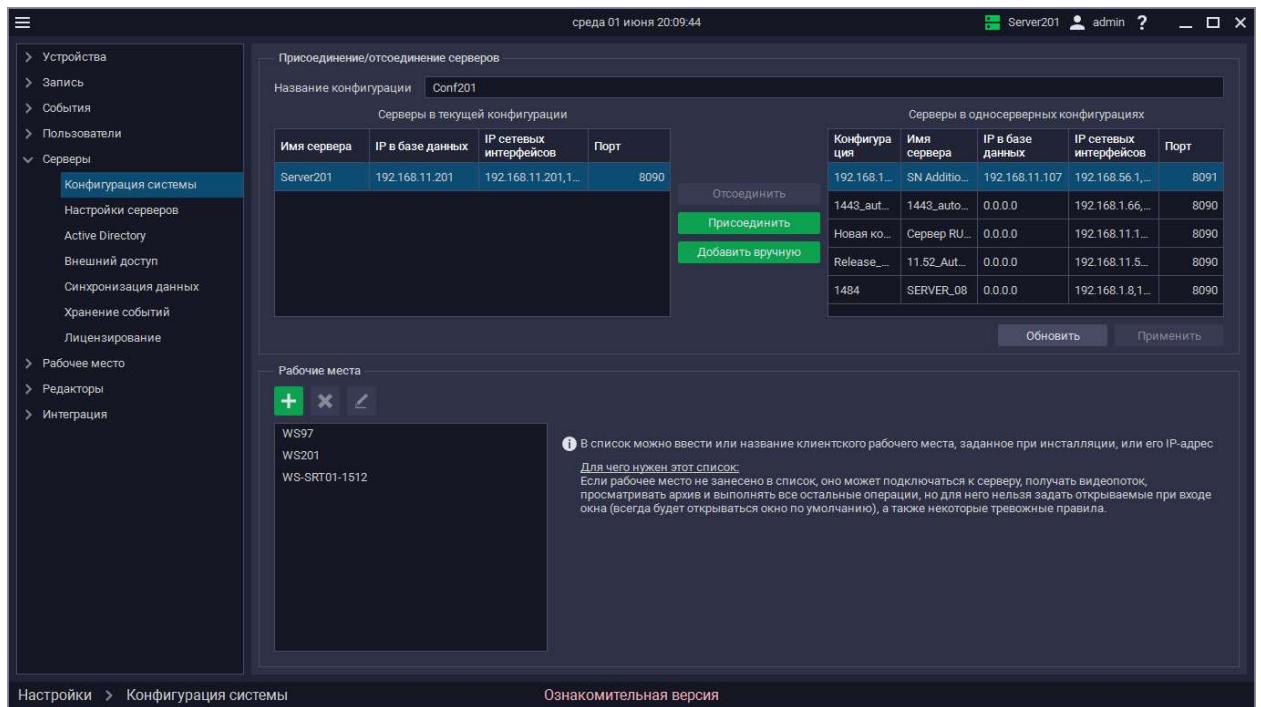 среда 01 июня 20:09:44
Server201 admin ?
Устройства
Запись
События
Пользователи
Серверы
Конфигурация системы
Настройки серверов
Active Directory
Внешний доступ
Синхронизация данных
Хранение событий
Лицензирование
Рабочее место
Редакторы
Интеграция
Присоединение/отсоединение серверов
Название конфигурации Conf201
Серверы в текущей конфигурации
Имя сервера IP в базе данных IP сетевых интерфейсов Порт
Server201 192.168.11.201 192.168.11.201,1... 8090
Отсоединить
Присоединить
Добавить вручную
Серверы в односерверных конфигурациях
Конфигура ция Имя сервера IP в базе данных IP сетевых интерфейсов Порт
192.168.1... SN Additio... 192.168.11.107 192.168.56.1,... 8091
1443_aut... 1443_auto... 0.0.0.0 192.168.1.66,... 8090
Новая ко... Сервер RU... 0.0.0.0 192.168.11.1... 8090
Release_... 11.52_Aut... 0.0.0.0 192.168.11.5... 8090
1484 SERVER_08 0.0.0.0 192.168.1.8,1... 8090
Обновить Применить
Рабочие места
WS97
WS201
WS-SRT01-1512
В список можно ввести или название клиентского рабочего места, заданное при инсталляции, или его IP-адрес
Для чего нужен этот список:
Если рабочее место не занесено в список, оно может подключаться к серверу, получать видеопоток,
просматривать архив и выполнять все остальные операции, но для него нельзя задать открываемые при входе
окна (всегда будет открываться окно по умолчанию), а также некоторые тревожные правила.
Настройки > Конфигурация системы
Ознакомительная версия